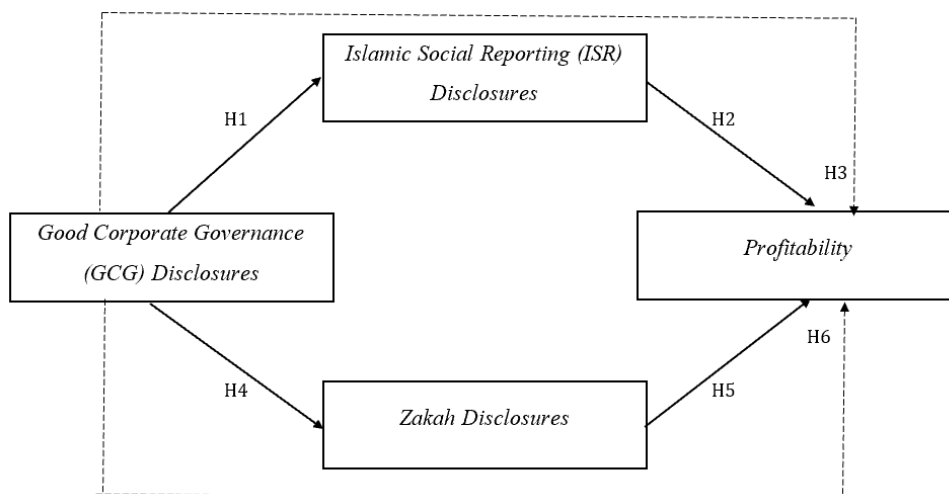 Islamic Social Reporting (ISR)
Disclosures
H1
H2
H3
Good Corporate Governance
(GCG) Disclosures
Profitability
H4
H5
H6
Zakah Disclosures